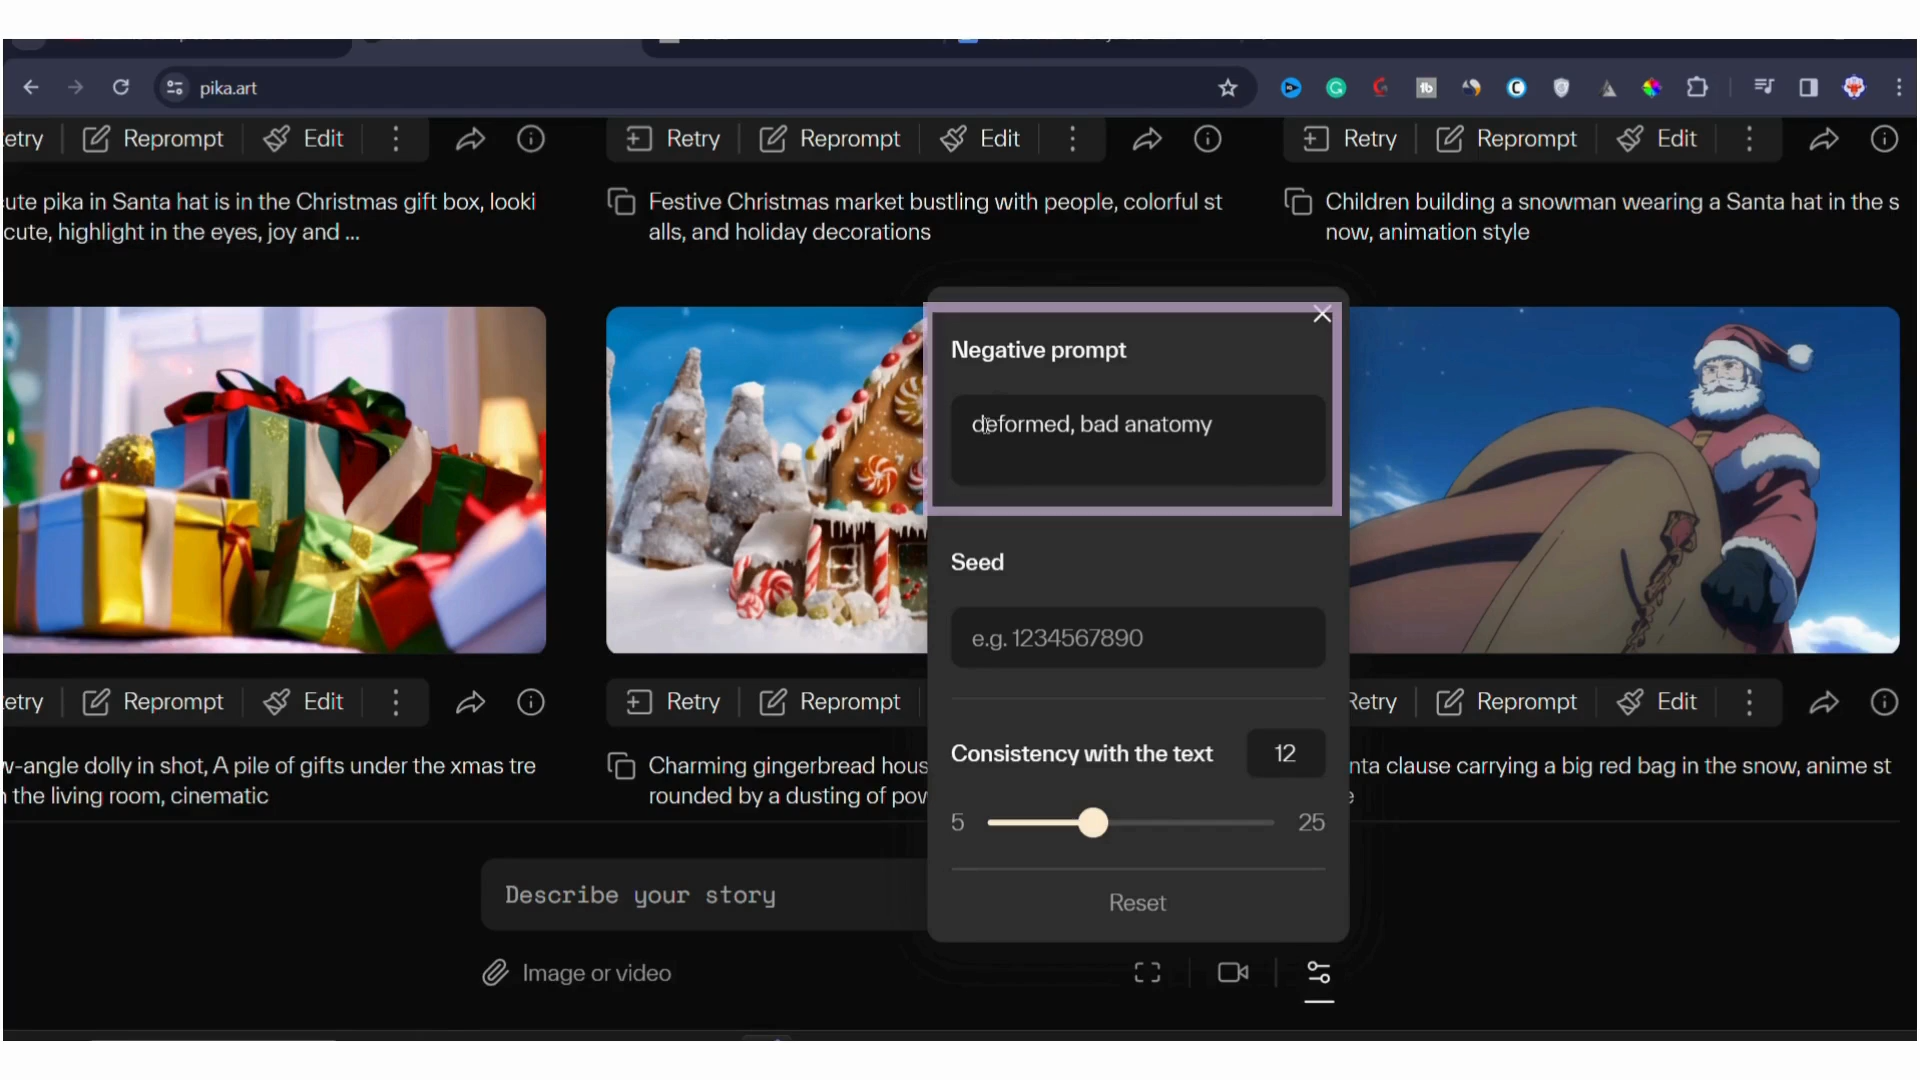 pika.art
etry Reprompt Edit
Retry Reprompt Edit
Retry Reprompt Edit
ute pika in Santa hat is in the Christmas gift box, looki
cute, highlight in the eyes, joy and ...
Festive Christmas market bustling with people, colorful st
alls, and holiday decorations
Children building a snowman wearing a Santa hat in the s
now, animation style
Negative prompt
deformed, bad anatomy
Seed
e.g. 1234567890
Consistency with the text 12
5 25
Reset
etry Reprompt Edit
Retry Reprompt
Retry Reprompt Edit
w-angle dolly in shot, A pile of gifts under the xmas tre
the living room, cinematic
Charming gingerbread hous
rounded by a dusting of pow
nta clause carrying a big red bag in the snow, anime st
e
Describe your story
Image or video